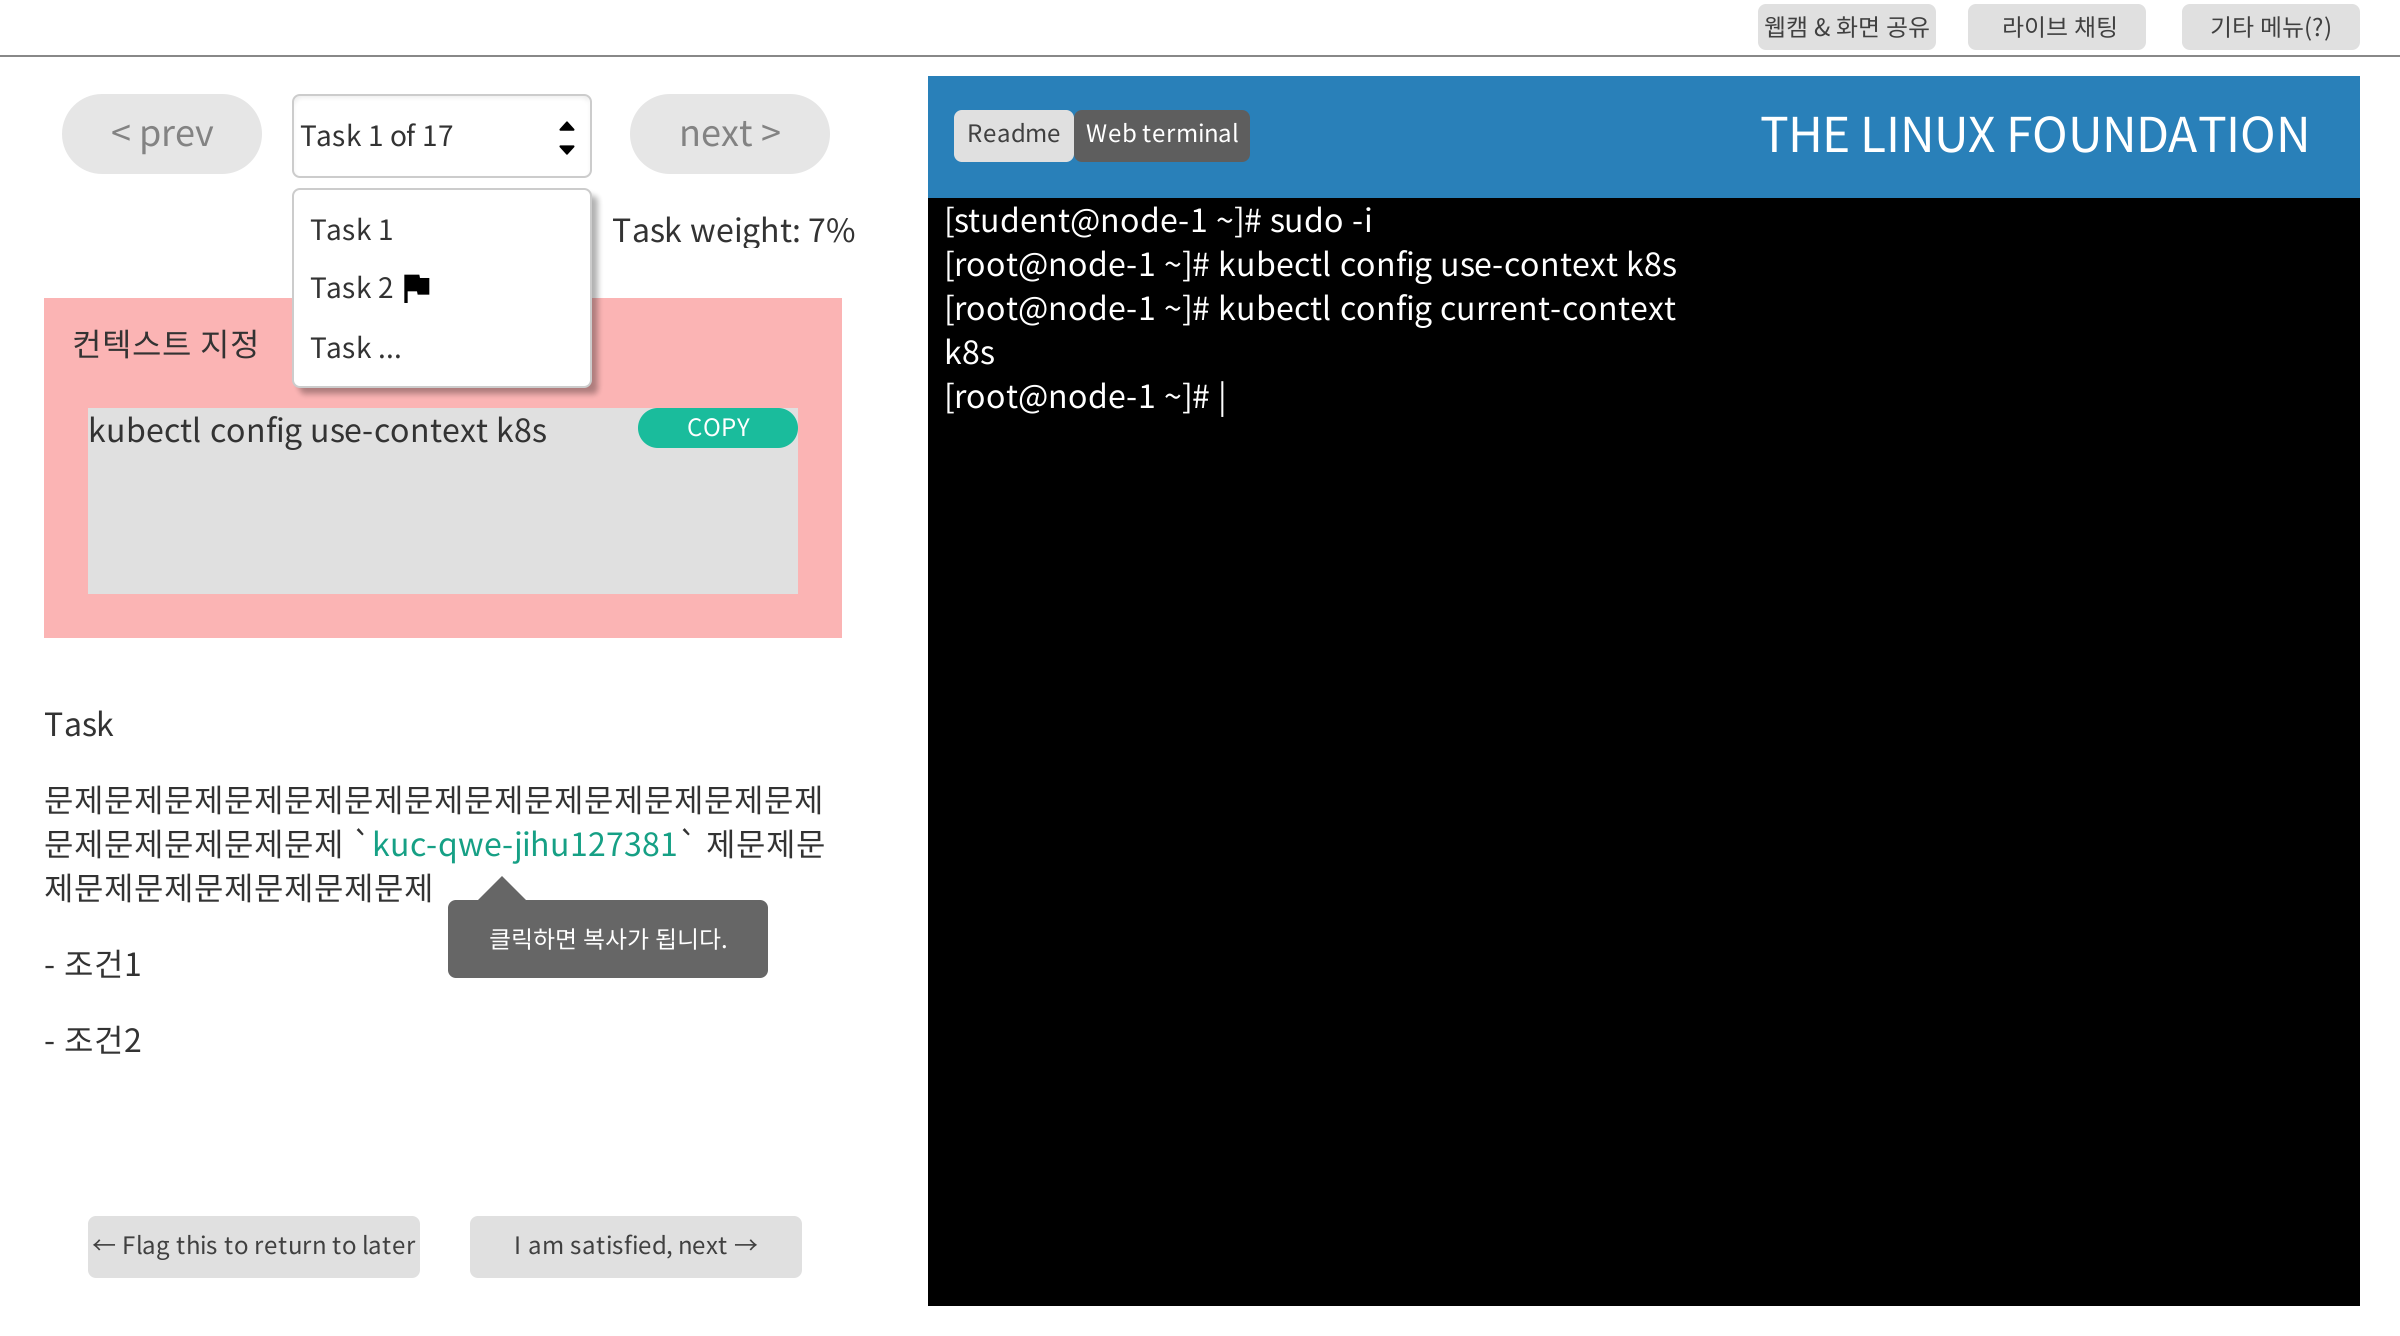 웹캠 & 화면 공유
라이브 채팅
기타 메뉴(?)
< prev
Task 1 of 17
next >
Task 1
Task 2
Task ...
Task weight: 7%
컨텍스트 지정
kubectl config use-context k8s
COPY
Task
문제문제문제문제문제문제문제문제문제문제문제문제문제
문제문제문제문제문제 `kuc-qwe-jihu127381` 제문제문
제문제문제문제문제문제문제
클릭하면 복사가 됩니다.
- 조건1
- 조건2
← Flag this to return to later
I am satisfied, next →
Readme
Web terminal
THE LINUX FOUNDATION
[student@node-1 ~]# sudo -i
[root@node-1 ~]# kubectl config use-context k8s
[root@node-1 ~]# kubectl config current-context
k8s
[root@node-1 ~]# |